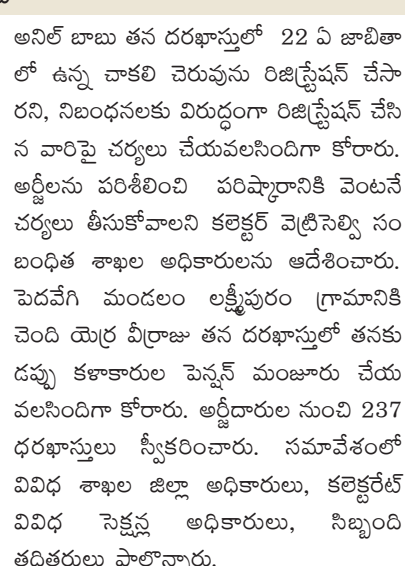 అనిల్ బాబు తన దరఖాస్తులో 22 ఏ జాబితా
లో ఉన్న చాకలి చెరువును రిజిస్ట్రేషన్ చేసా
రని, నిబంధనలకు విరుద్ధంగా రిజిస్ట్రేషన్ చేసి
న వారిపై చర్యలు చేయవలసిందిగా కోరారు.
అర్జీలను పరిశీలించి పరిష్కారానికి వెంటనే
చర్యలు తీసుకోవాలని కలెక్టర్ వెట్రిసెల్వి సం
బంధిత శాఖల అధికారులను ఆదేశించారు.
పెదవేగి మండలం లక్ష్మీపురం గ్రామానికి
చెంది యెర్ర వీర్రాజు తన దరఖాస్తులో తనకు
డప్పు కళాకారుల పెన్షన్ మంజూరు చేయ
వలసిందిగా కోరారు. అర్జీదారుల నుంచి 237
ధరఖాస్తులు స్వీకరించారు. సమావేశంలో
వివిధ శాఖల జిల్లా అధికారులు, కలెక్టరేట్
వివిధ సెక్షన్ల అధికారులు, సిబ్బంది
తదితరులు పాల్గొన్నారు.